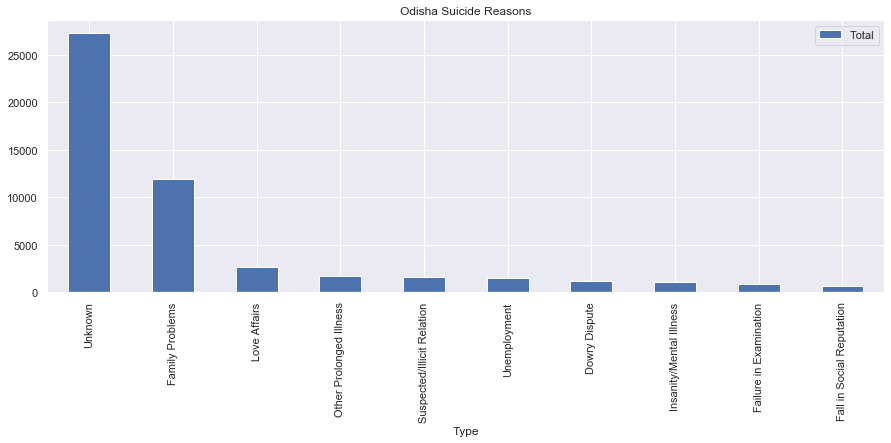 Odisha Suicide Reasons
Total
25000
20000
15000
10000
5000
0
Unknown
Family Problems
Love Affairs
Other Prolonged Illness
Suspected/Illicit Relation
Unemployment
Dowry Dispute
Insanity/Mental Illness
Failure in Examination
Fall in Social Reputation
Type